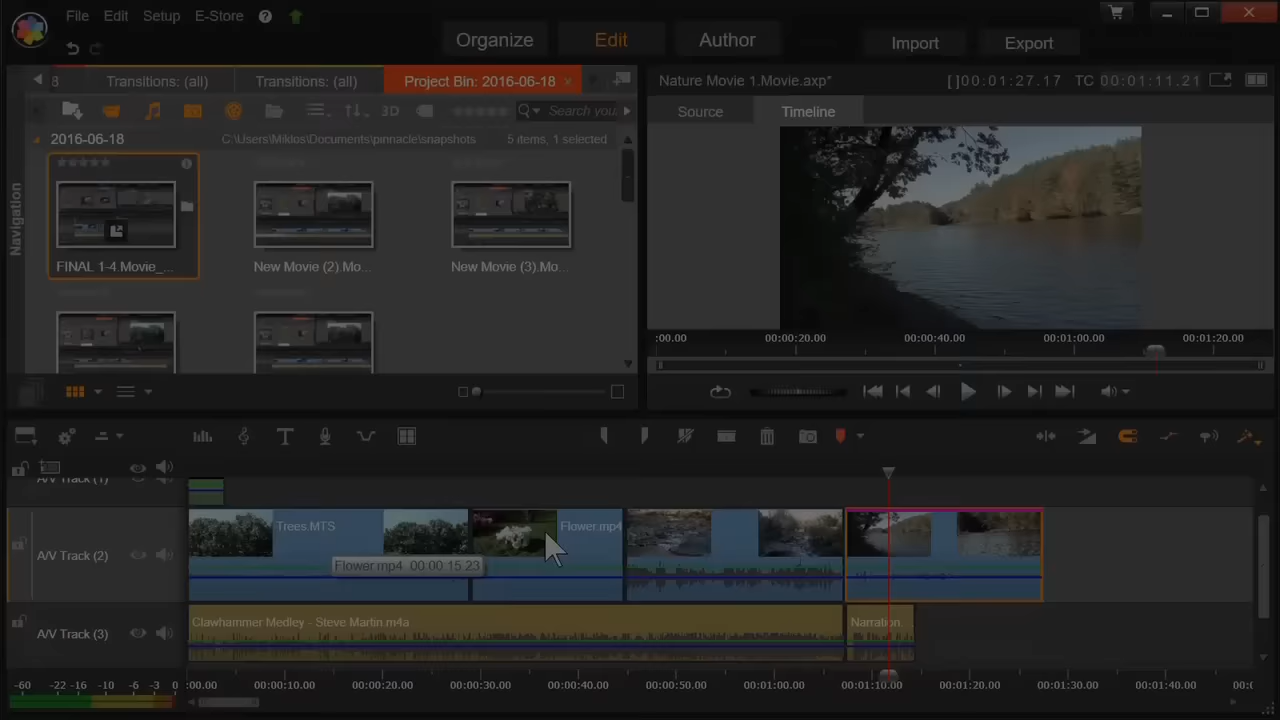 File Edit Setup E-Store
Organize Edit Author Import Export
8 Transitions: (all) Transitions: (all) Project Bin: 2016-06-18
Nature Movie 1.Movie.axp* []00:01:27.17 TC 00:01:11.21
3D Search your
Source Timeline
2016-06-18 C:\Users\Miklos\Documents\pinnacle\snapshots 5 items, 1 selected
Navigation
FINAL 1-4.Movie_... New Movie (2).Mo... New Movie (3).Mo...
:00.00 00:00:20.00 00:00:40.00 00:01:00.00 00:01:20.00
A/V Track (1)
Trees.MTS Flower.mp4
A/V Track (2)
Flower.mp4 00:00:15.23
Clawhammer Medley - Steve Martin.m4a Narration...
A/V Track (3)
-60 -22 -16 -10 -6 -3 0 :00.00 00:00:10.00 00:00:20.00 00:00:30.00 00:00:40.00 00:00:50.00 00:01:00.00 00:01:10.00 00:01:20.00 00:01:30.00 00:01:40.00 00:0